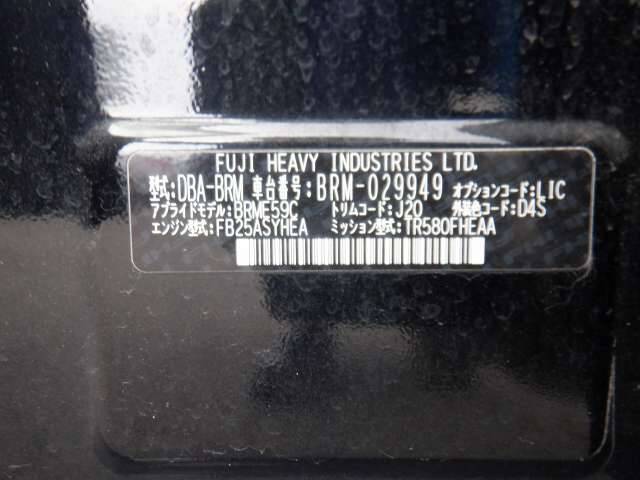 FUJI HEAVY INDUSTRIES LTD.
型式:DBA-BRM 車台番号:BRM-029949 オプションコード:LIC
アプライドモデル:BRME59C トリムコード:J20 外装色コード:D4S
エンジン型式:FB25ASYHEA ミッション型式:TR580FHEAA